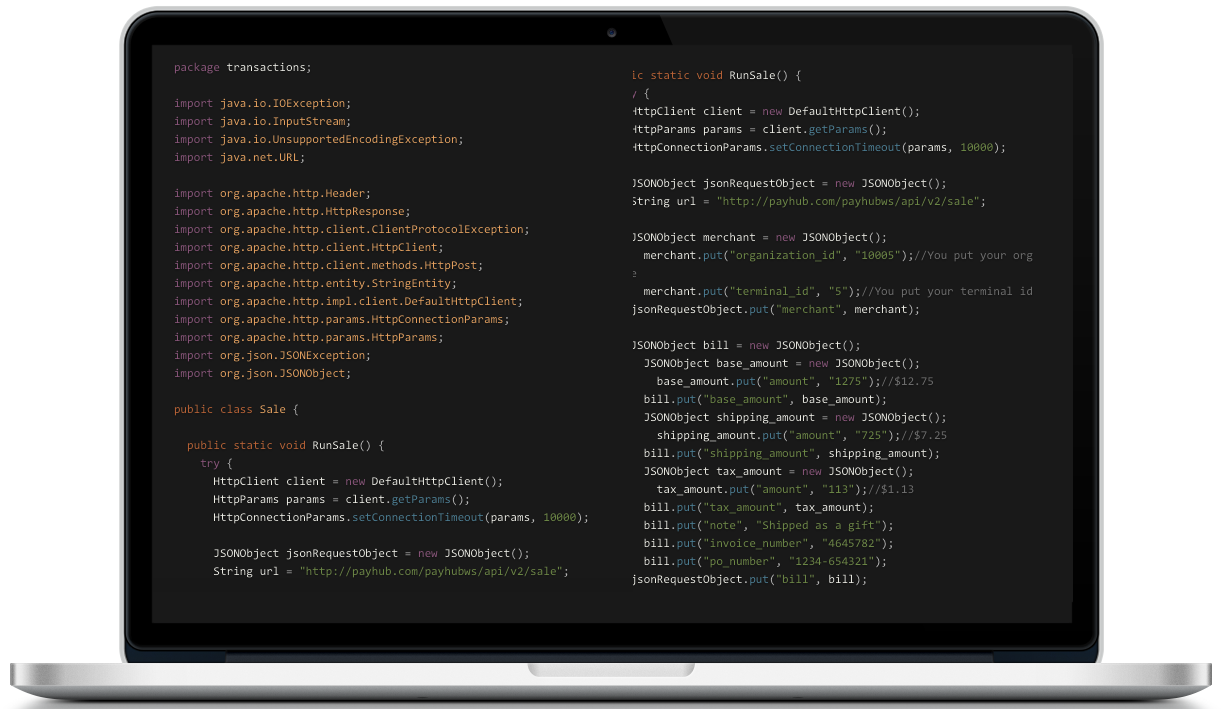 package transactions;
import java.io.IOException;
import java.io.InputStream;
import java.io.UnsupportedEncodingException;
import java.net.URL;
import org.apache.http.Header;
import org.apache.http.HttpResponse;
import org.apache.http.client.ClientProtocolException;
import org.apache.http.client.HttpClient;
import org.apache.http.client.methods.HttpPost;
import org.apache.http.entity.StringEntity;
import org.apache.http.impl.client.DefaultHttpClient;
import org.apache.http.params.HttpConnectionParams;
import org.apache.http.params.HttpParams;
import org.json.JSONException;
import org.json.JSONObject;
public class Sale {
public static void RunSale() {
try {
HttpClient client = new DefaultHttpClient();
HttpParams params = client.getParams();
HttpConnectionParams.setConnectionTimeout(params, 10000);
JSONObject jsonRequestObject = new JSONObject();
String url = "http://payhub.com/payhubws/api/v2/sale";
ic static void RunSale() {
y {
HttpClient client = new DefaultHttpClient();
HttpParams params = client.getParams();
HttpConnectionParams.setConnectionTimeout(params, 10000);
JSONObject jsonRequestObject = new JSONObject();
String url = "http://payhub.com/payhubws/api/v2/sale";
JSONObject merchant = new JSONObject();
merchant.put("organization_id", "10005");//You put your org
e
merchant.put("terminal_id", "5");//You put your terminal id
jsonRequestObject.put("merchant", merchant);
JSONObject bill = new JSONObject();
JSONObject base_amount = new JSONObject();
base_amount.put("amount", "1275");//$12.75
bill.put("base_amount", base_amount);
JSONObject shipping_amount = new JSONObject();
shipping_amount.put("amount", "725");//$7.25
bill.put("shipping_amount", shipping_amount);
JSONObject tax_amount = new JSONObject();
tax_amount.put("amount", "113");//$1.13
bill.put("tax_amount", tax_amount);
bill.put("note", "Shipped as a gift");
bill.put("invoice_number", "4645782");
bill.put("po_number", "1234-654321");
jsonRequestObject.put("bill", bill);